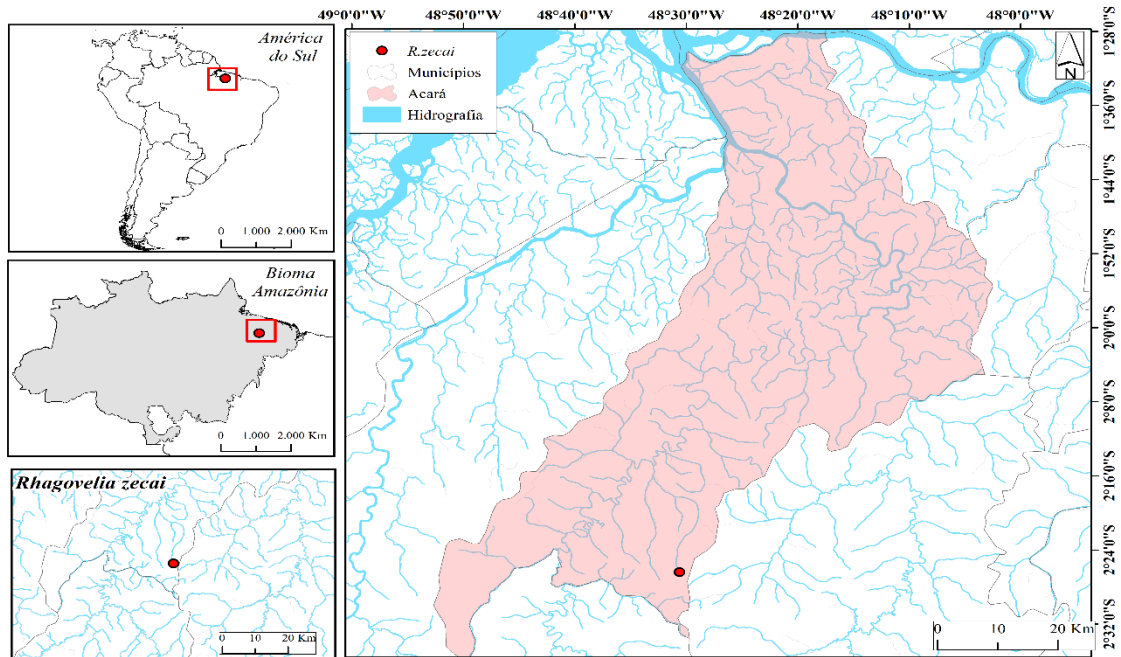 América
do Sul
0 1.000 2.000 Km
Bioma
Amazônia
0 1.000 2.000 Km
Rhagovelia zecai
0 10 20 Km
49°0'0"W 48°50'0"W 48°40'0"W 48°30'0"W 48°20'0"W 48°10'0"W 48°0'0"W
R.zecai
Municípios
Acará
Hidrografia
N
1°28'0"S
1°36'0"S
1°44'0"S
1°52'0"S
2°0'0"S
2°8'0"S
2°16'0"S
2°24'0"S
2°32'0"S
0 10 20 Km